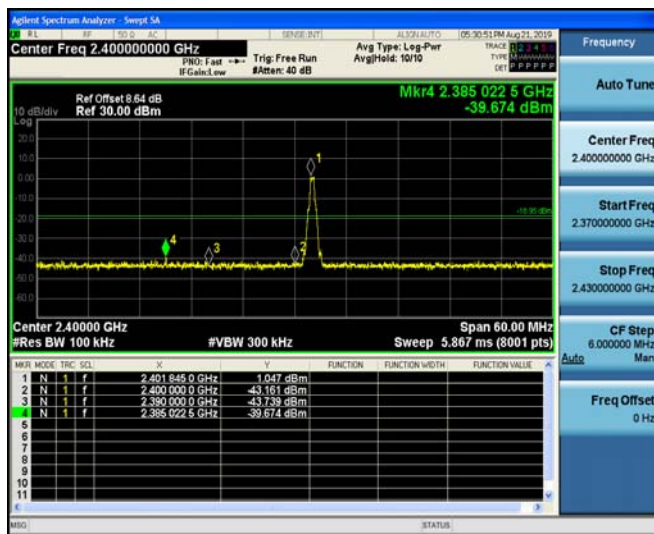 Agilent Spectrum Analyzer - Swept SA
RL RF 50 Ω AC SENSE:INT ALIGN AUTO 05:30:51 PM Aug 21, 2019
Center Freq 2.400000000 GHz
PNO: Fast Trig: Free Run
IFGain:Low #Atten: 40 dB
Avg Type: Log-Pwr
Avg|Hold: 10/10
TRACE 1 2 3 4 5 6
TYPE M
DET P P P P P P
Ref Offset 8.64 dB
10 dB/div Ref 30.00 dBm
Log
Mkr4 2.385 022 5 GHz
-39.674 dBm
20.0
10.0
0.00
-10.0
-20.0
-30.0
-40.0
-50.0
-60.0
1
2
3
4
-18.95 dBm
Center 2.40000 GHz Span 60.00 MHz
#Res BW 100 kHz #VBW 300 kHz Sweep 5.867 ms (8001 pts)
MKR MODE TRC SCL X Y FUNCTION FUNCTION WIDTH FUNCTION VALUE
1 N 1 f 2.401 845 0 GHz 1.047 dBm
2 N 1 f 2.400 000 0 GHz -43.161 dBm
3 N 1 f 2.390 000 0 GHz -43.739 dBm
4 N 1 f 2.385 022 5 GHz -39.674 dBm
5
6
7
8
9
10
11
MSG STATUS
Frequency
Auto Tune
Center Freq
2.400000000 GHz
Start Freq
2.370000000 GHz
Stop Freq
2.430000000 GHz
CF Step
6.000000 MHz
Auto Man
Freq Offset
0 Hz